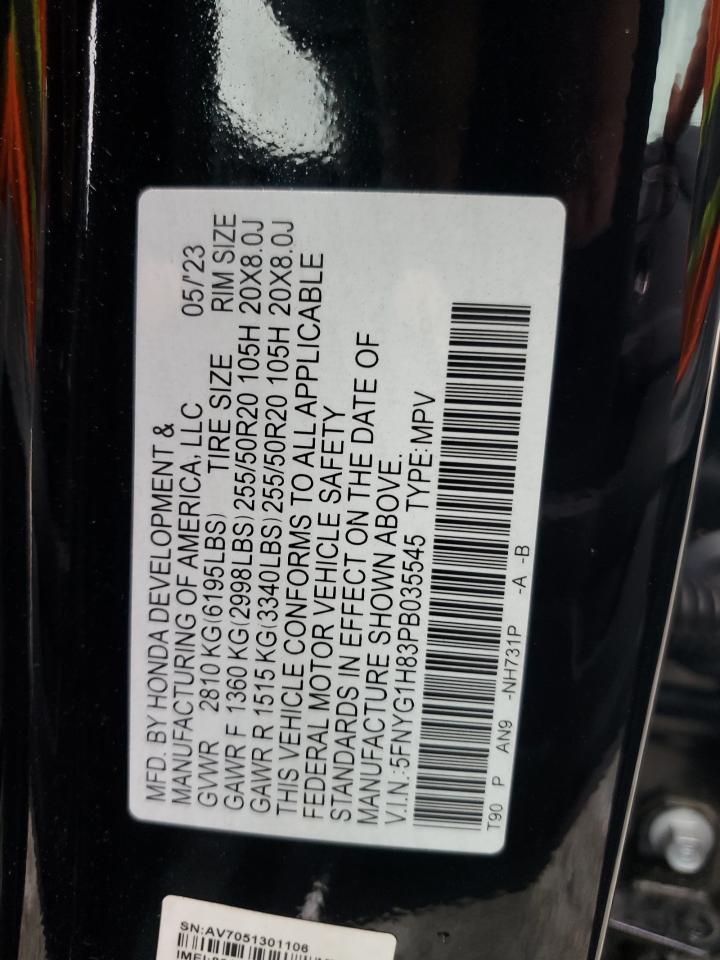 MFD. BY HONDA DEVELOPMENT &
MANUFACTURING OF AMERICA, LLC 05/'23
GVWR 2810 KG(6195LBS) TIRE SIZE RIM SIZE
GAWR F 1360 KG(2998LBS) 255/50R20 105H 20X8.0J
GAWR R 1515 KG(3340LBS) 255/50R20 105H 20X8.0J
THIS VEHICLE CONFORMS TO ALL APPLICABLE
FEDERAL MOTOR VEHICLE SAFETY
STANDARDS IN EFFECT ON THE DATE OF
MANUFACTURE SHOWN ABOVE.
V.I.N.:5FNYG1H83PB035545 TYPE:MPV
T90 P AN9 -NH731P -A -B
SN:AV7051301106